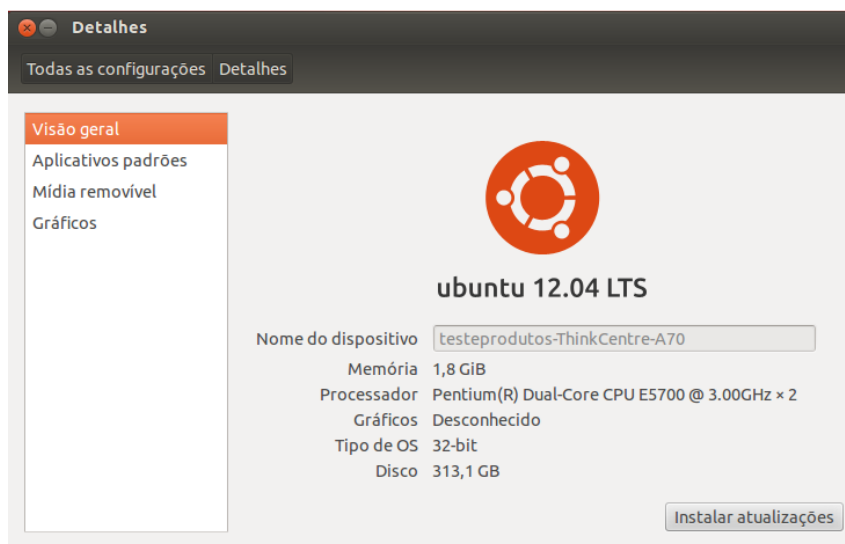 Detalhes
Todas as configurações Detalhes
Visão geral
Aplicativos padrões
Mídia removível
Gráficos
ubuntu 12.04 LTS
Nome do dispositivo testeprodutos-ThinkCentre-A70
Memória 1,8 GiB
Processador Pentium(R) Dual-Core CPU E5700 @ 3.00GHz × 2
Gráficos Desconhecido
Tipo de OS 32-bit
Disco 313,1 GB
Instalar atualizações